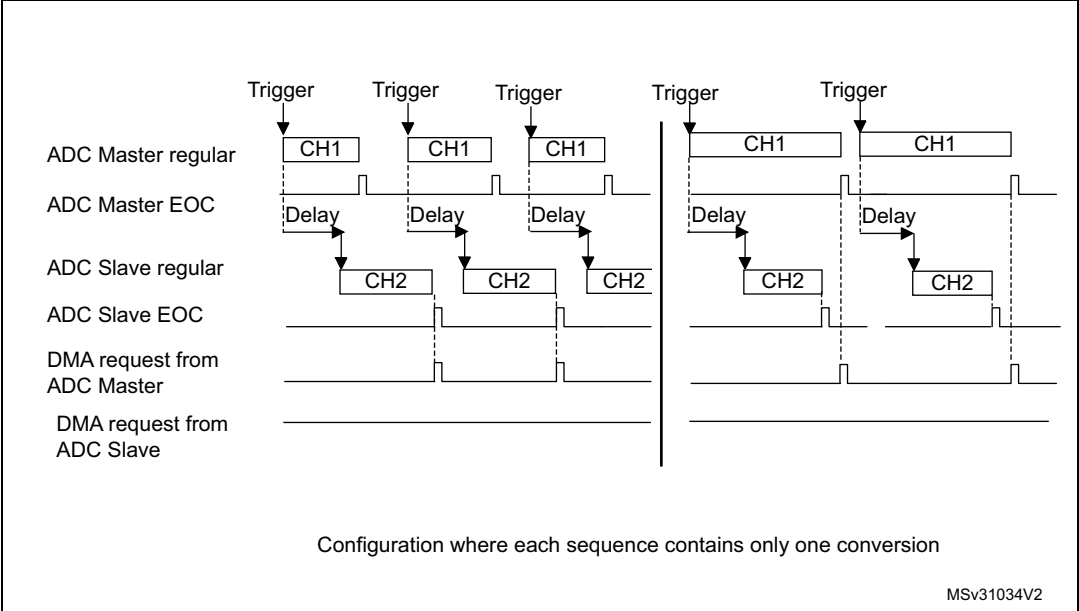 Trigger Trigger Trigger Trigger Trigger
ADC Master regular CH1 CH1 CH1 CH1 CH1
ADC Master EOC
Delay Delay Delay Delay Delay
ADC Slave regular CH2 CH2 CH2 CH2 CH2
ADC Slave EOC
DMA request from
ADC Master
DMA request from
ADC Slave
Configuration where each sequence contains only one conversion
MSv31034V2